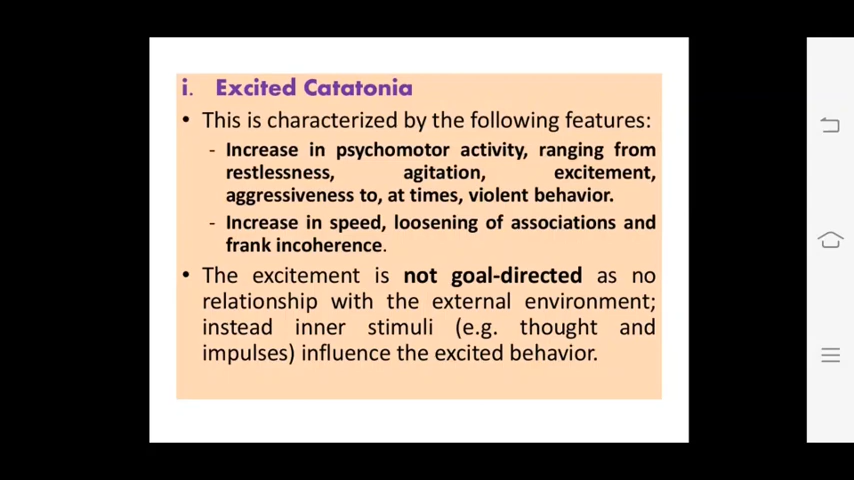 i. Excited Catatonia
• This is characterized by the following features:
- Increase in psychomotor activity, ranging from
restlessness, agitation, excitement,
aggressiveness to, at times, violent behavior.
- Increase in speed, loosening of associations and
frank incoherence.
• The excitement is not goal-directed as no
relationship with the external environment;
instead inner stimuli (e.g. thought and
impulses) influence the excited behavior.